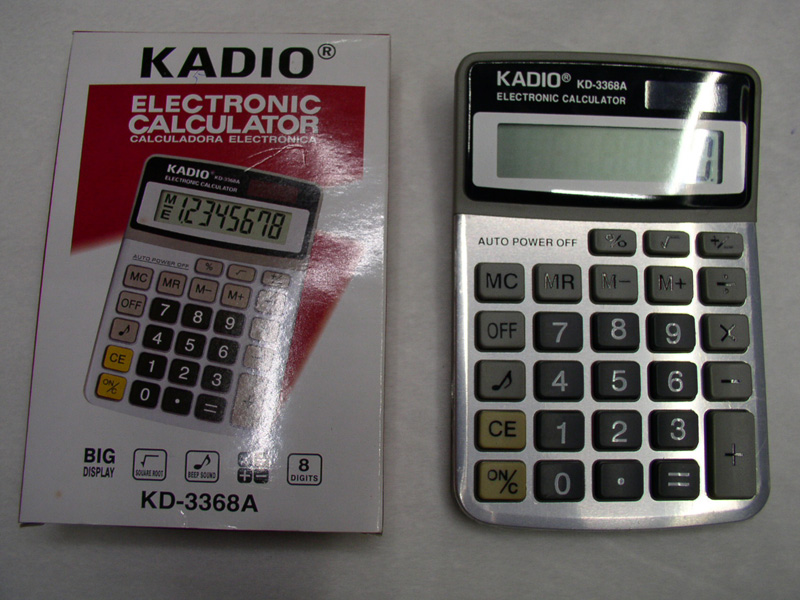 KADIO®
ELECTRONIC
CALCULATOR
CALCULADORA ELECTRONICA
KADIO® KD-3368A
ELECTRONIC CALCULATOR
M
E 12345678
AUTO POWER OFF % √
MC MR M− M+
OFF 7 8 9
♪ 4 5 6
CE 1 2 3
ON/C 0 . =
BIG
DISPLAY
√
SQUARE ROOT
♪
BEEP SOUND
8
DIGITS
KD-3368A
KADIO® KD-3368A
ELECTRONIC CALCULATOR
AUTO POWER OFF % √
MC MR M− M+ ÷
OFF 7 8 9 X
♪ 4 5 6 −
CE 1 2 3 +
ON/C 0 . =